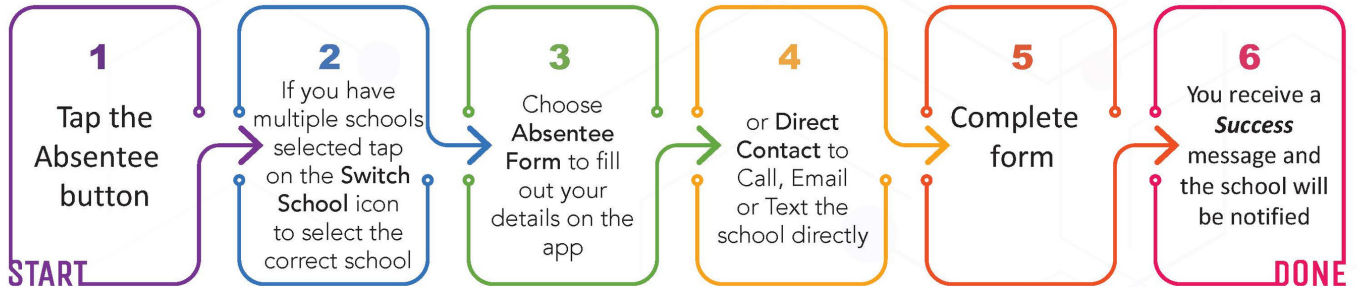 1
Tap the
Absentee
button
START
2
If you have
multiple schools
selected tap
on the Switch
School icon
to select the
correct school
3
Choose
Absentee
Form to fill
out your
details on the
app
4
or Direct
Contact to
Call, Email
or Text the
school directly
5
Complete
form
6
You receive a
Success
message and
the school will
be notified
DONE